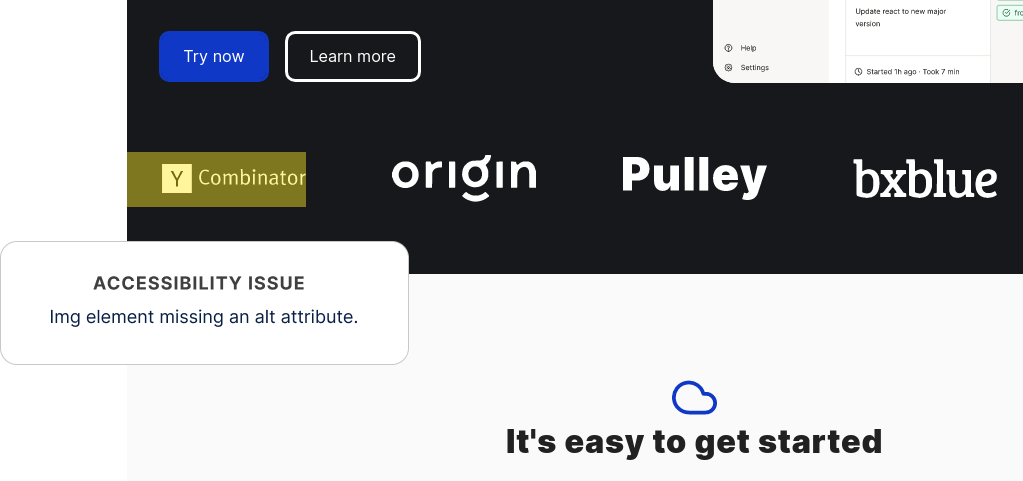 Update react to new major
version
Try now
Learn more
Help
Settings
Started 1h ago · Took 7 min
Y Combinator
origin
Pulley
bxblue
ACCESSIBILITY ISSUE
Img element missing an alt attribute.
It's easy to get started